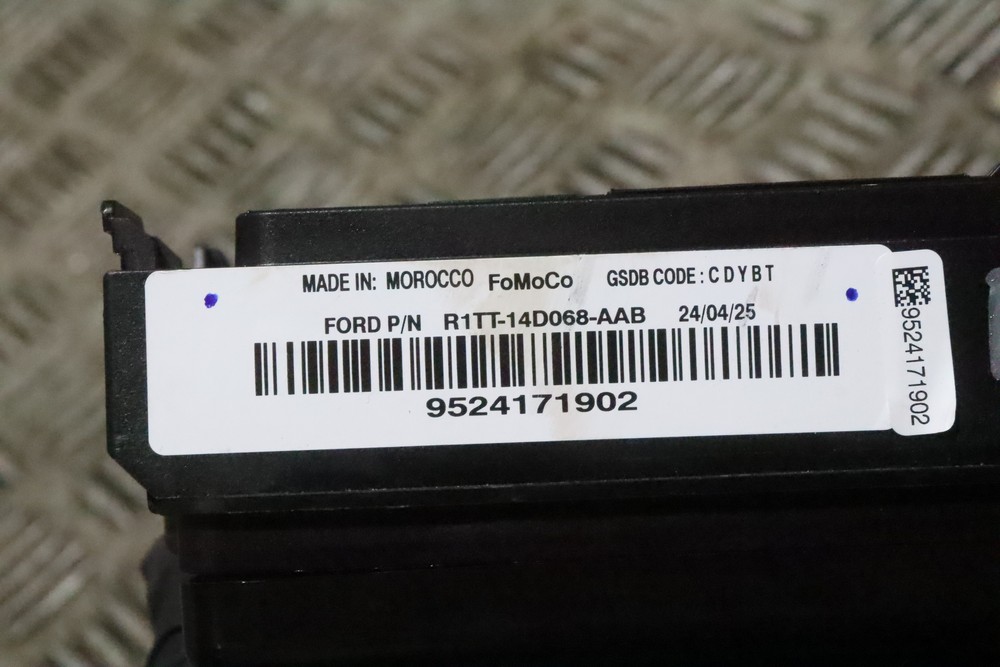 MADE IN: MOROCCO FoMoCo GSDB CODE: C D Y B T
FORD P/N R1TT-14D068-AAB 24/04/25
9524171902
9524171902